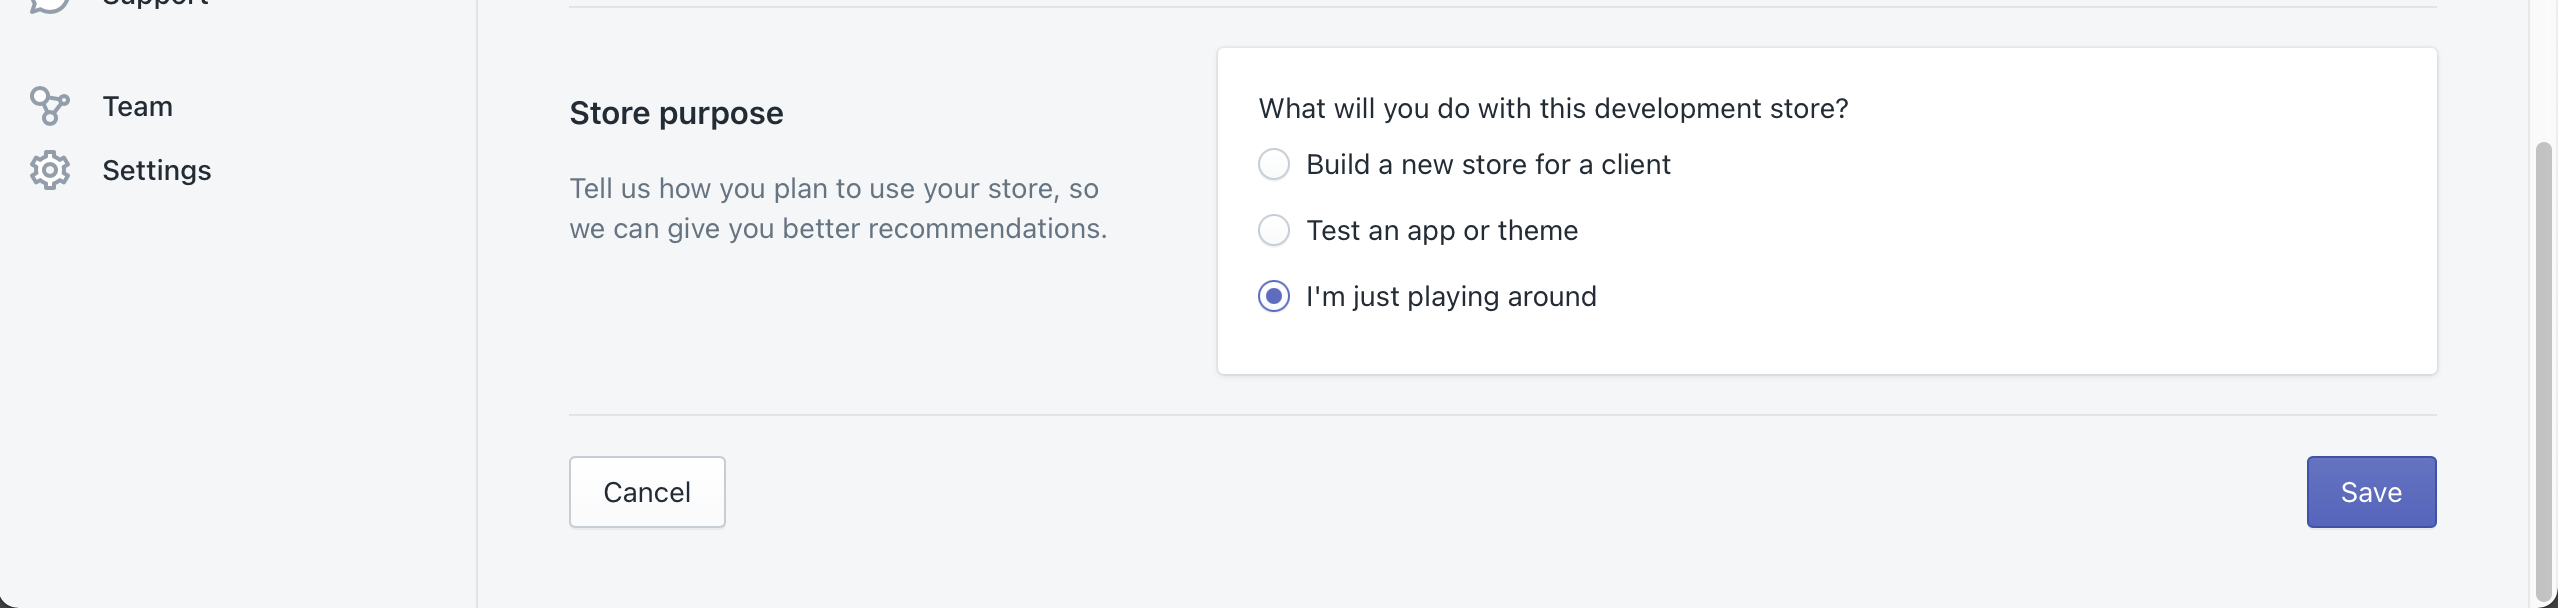 Support
Team
Settings
Store purpose
Tell us how you plan to use your store, so
we can give you better recommendations.
What will you do with this development store?
Build a new store for a client
Test an app or theme
I'm just playing around
Cancel
Save